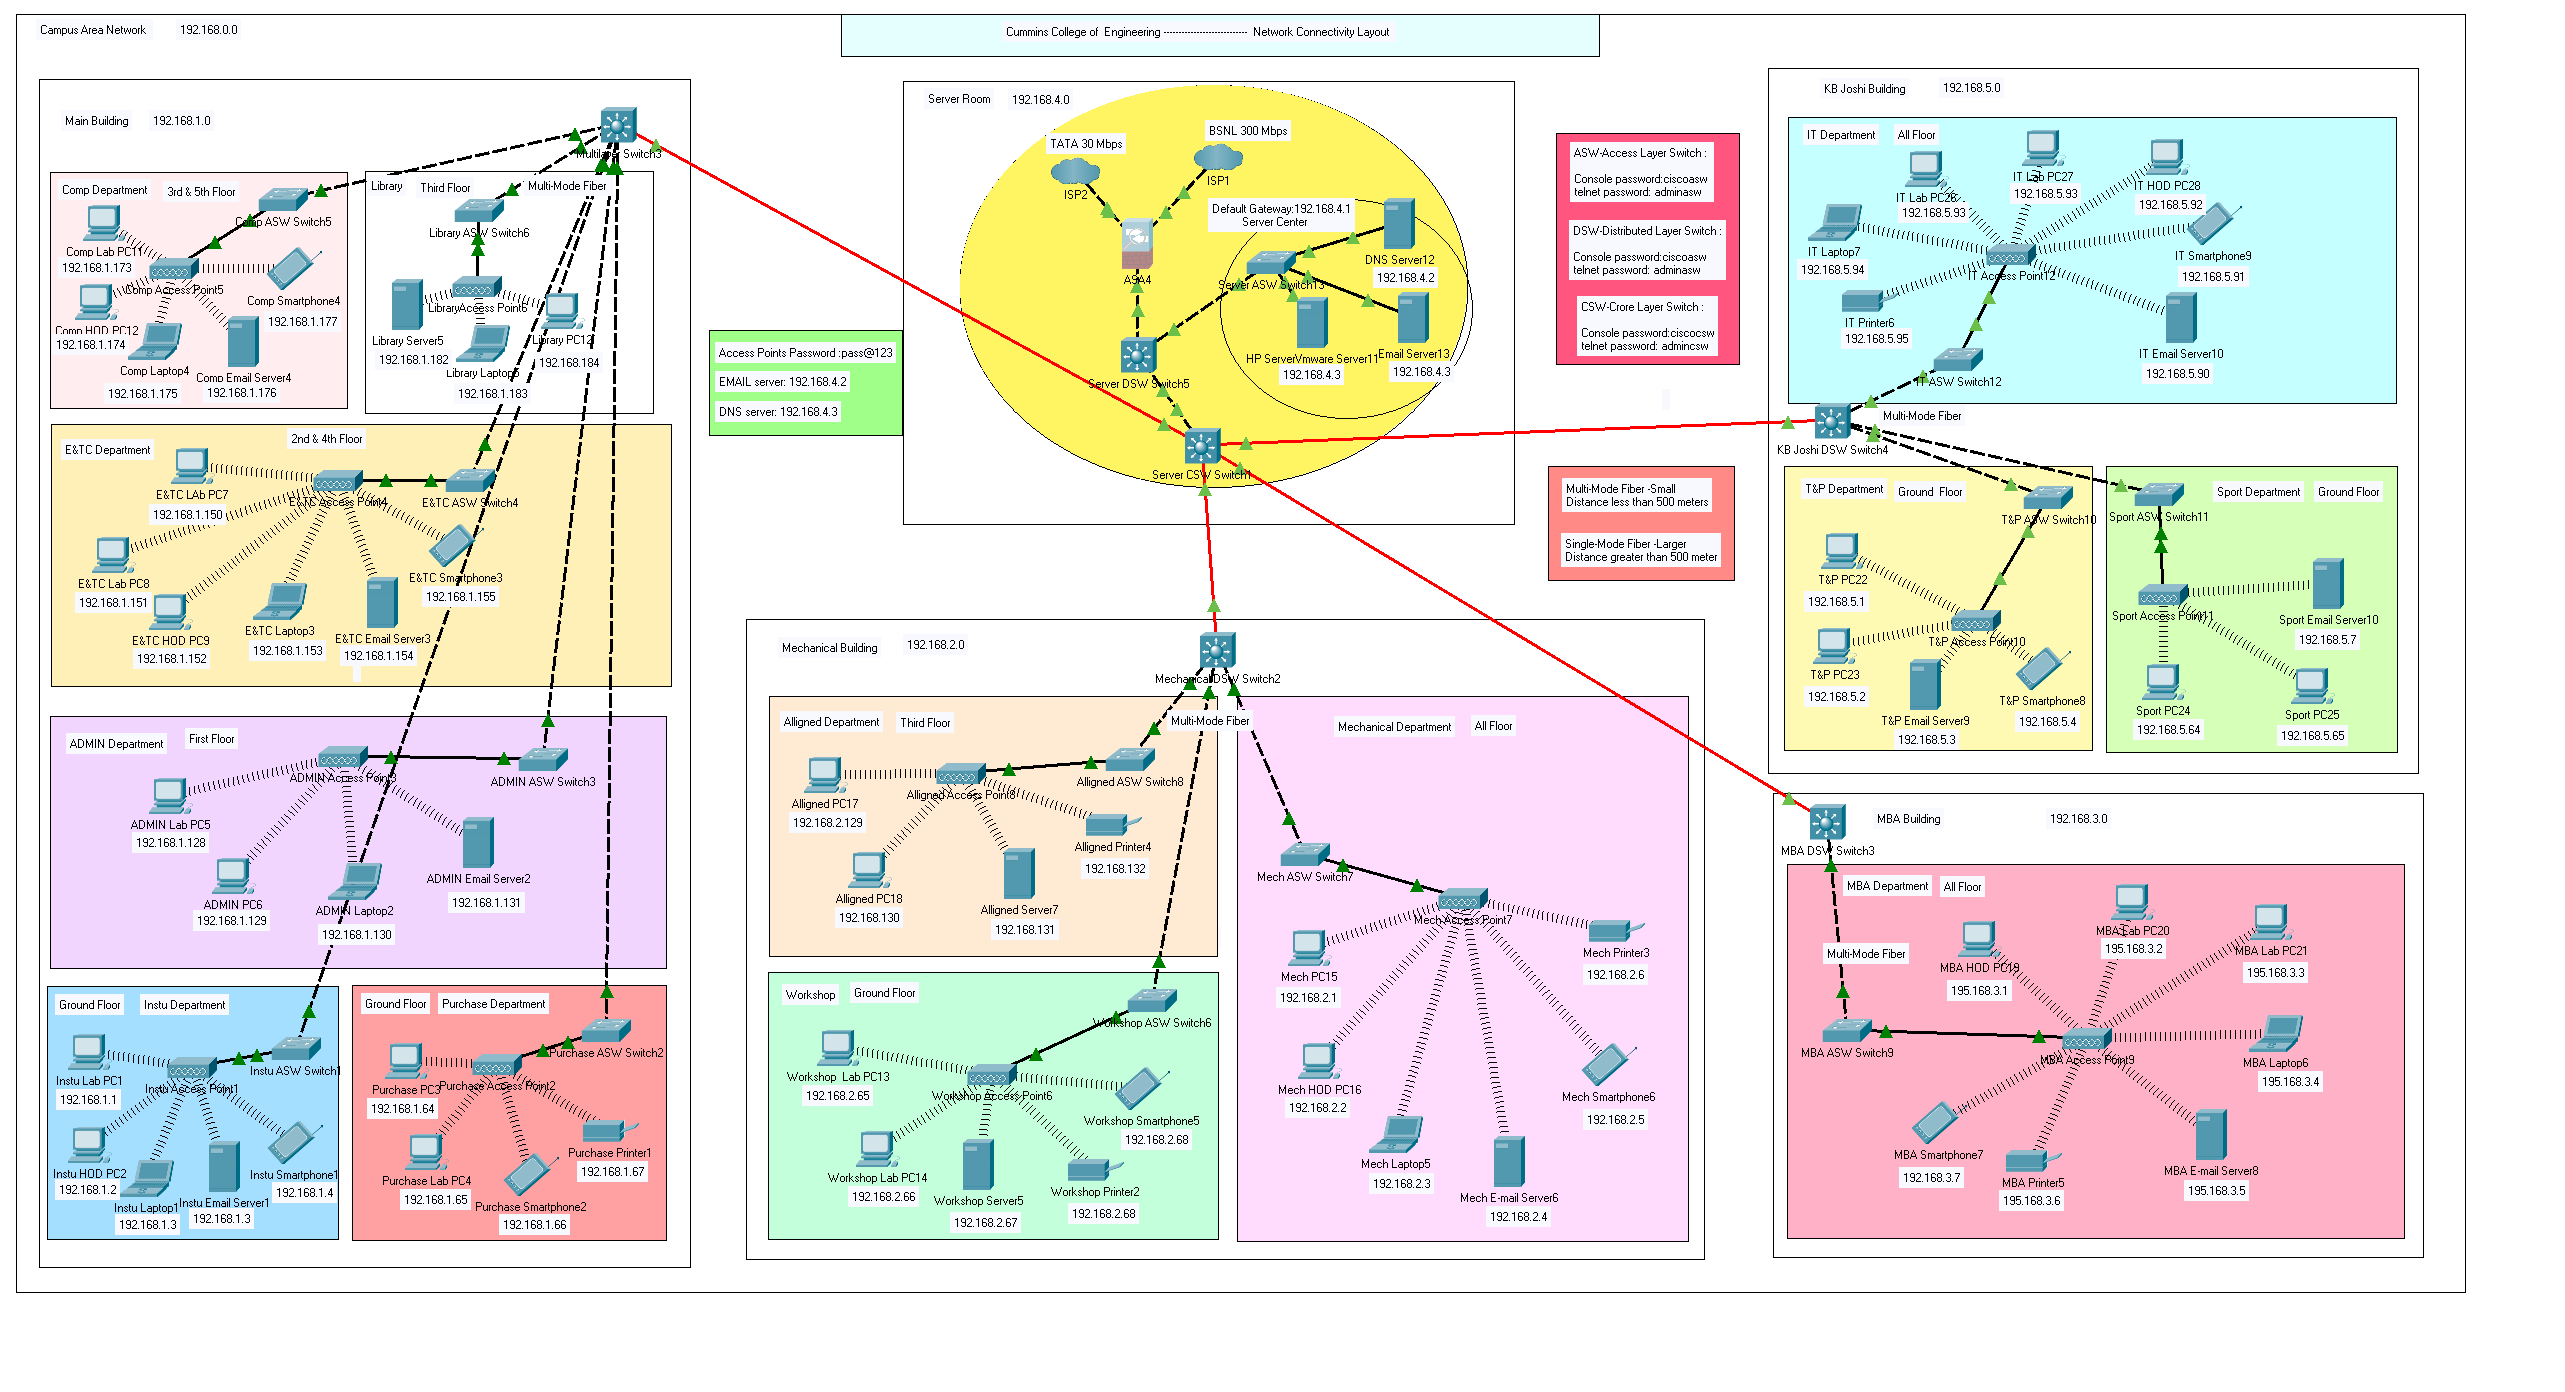 Campus Area Network 192.168.0.0
Cummins College of Engineering ---------------------------- Network Connectivity Layout
Main Building 192.168.1.0
Multilayer Switch3
Comp Department 3rd & 5th Floor
Comp ASW Switch5
Comp Lab PC11
192.168.1.173
Comp Access Point5
Comp HOD PC12
192.168.1.174
Comp Laptop4
192.168.1.175
Comp Email Server4
192.168.1.176
Comp Smartphone4
192.168.1.177
Library Third Floor Multi-Mode Fiber
Library ASW Switch6
LibraryAccess Point6
Library Server5
192.168.1.182
Library Laptop5
192.168.1.183
Library PC12
192.168.184
E&TC Department 2nd & 4th Floor
E&TC LAb PC7
192.168.1.150
E&TC Access Point4
E&TC ASW Switch4
E&TC Lab PC8
192.168.1.151
E&TC HOD PC9
192.168.1.152
E&TC Laptop3
192.168.1.153
E&TC Email Server3
192.168.1.154
E&TC Smartphone3
192.168.1.155
ADMIN Department First Floor
ADMIN Access Point3
ADMIN ASW Switch3
ADMIN Lab PC5
192.168.1.128
ADMIN PC6
192.168.1.129
ADMIN Laptop2
192.168.1.130
ADMIN Email Server2
192.168.1.131
Ground Floor Instu Department
Instu Lab PC1
192.168.1.1
Instu Access Point1
Instu ASW Switch1
Instu HOD PC2
192.168.1.2
Instu Laptop1
192.168.1.3
Instu Email Server1
192.168.1.3
Instu Smartphone1
192.168.1.4
Ground Floor Purchase Department
Purchase ASW Switch2
Purchase PC3
192.168.1.64
Purchase Access Point2
Purchase Lab PC4
192.168.1.65
Purchase Smartphone2
192.168.1.66
Purchase Printer1
192.168.1.67
Access Points Password :pass@123
EMAIL server: 192.168.4.2
DNS server: 192.168.4.3
Server Room 192.168.4.0
TATA 30 Mbps
ISP2
BSNL 300 Mbps
ISP1
Default Gateway:192.168.4.1
Server Center
ASA4
Server ASW Switch13
DNS Server12
192.168.4.2
HP ServerVmware Server11
192.168.4.3
Email Server13
192.168.4.3
Server DSW Switch5
Server CSW Switch1
ASW-Access Layer Switch :
Console password:ciscoasw
telnet password: adminasw
DSW-Distributed Layer Switch :
Console password:ciscoasw
telnet password: adminasw
CSW-Crore Layer Switch :
Console password:ciscocsw
telnet password: admincsw
Multi-Mode Fiber -Small
Distance less than 500 meters
Single-Mode Fiber -Larger
Distance greater than 500 meter
Mechanical Building 192.168.2.0
Mechanical DSW Switch2
Alligned Department Third Floor
Multi-Mode Fiber
Alligned PC17
192.168.2.129
Alligned Access Point8
Alligned ASW Switch8
Alligned PC18
192.168.130
Alligned Server7
192.168.131
Alligned Printer4
192.168.132
Workshop Ground Floor
Workshop ASW Switch6
Workshop Lab PC13
192.168.2.65
Workshop Access Point6
Workshop Lab PC14
192.168.2.66
Workshop Server5
192.168.2.67
Workshop Printer2
192.168.2.68
Workshop Smartphone5
192.168.2.68
Mechanical Department All Floor
Mech ASW Switch7
Mech Access Point7
Mech PC15
192.168.2.1
Mech HOD PC16
192.168.2.2
Mech Laptop5
192.168.2.3
Mech E-mail Server6
192.168.2.4
Mech Smartphone6
192.168.2.5
Mech Printer3
192.168.2.6
KB Joshi Building 192.168.5.0
IT Department All Floor
IT Lab PC26
192.168.5.93
IT Lab PC27
192.168.5.93
IT HOD PC28
192.168.5.92
IT Laptop7
192.168.5.94
IT Access Point12
IT Smartphone9
192.168.5.91
IT Printer6
192.168.5.95
IT Email Server10
192.168.5.90
IT ASW Switch12
Multi-Mode Fiber
KB Joshi DSW Switch4
T&P Department Ground Floor
T&P ASW Switch10
T&P PC22
192.168.5.1
T&P Access Point10
T&P PC23
192.168.5.2
T&P Email Server9
192.168.5.3
T&P Smartphone8
192.168.5.4
Sport Department Ground Floor
Sport ASW Switch11
Sport Access Point11
Sport Email Server10
192.168.5.7
Sport PC24
192.168.5.64
Sport PC25
192.168.5.65
MBA Building 192.168.3.0
MBA DSW Switch3
MBA Department All Floor
Multi-Mode Fiber
MBA HOD PC19
195.168.3.1
MBA Lab PC20
195.168.3.2
MBA Lab PC21
195.168.3.3
MBA ASW Switch9
MBA Access Point9
MBA Laptop6
195.168.3.4
MBA Smartphone7
192.168.3.7
MBA Printer5
195.168.3.6
MBA E-mail Server8
195.168.3.5